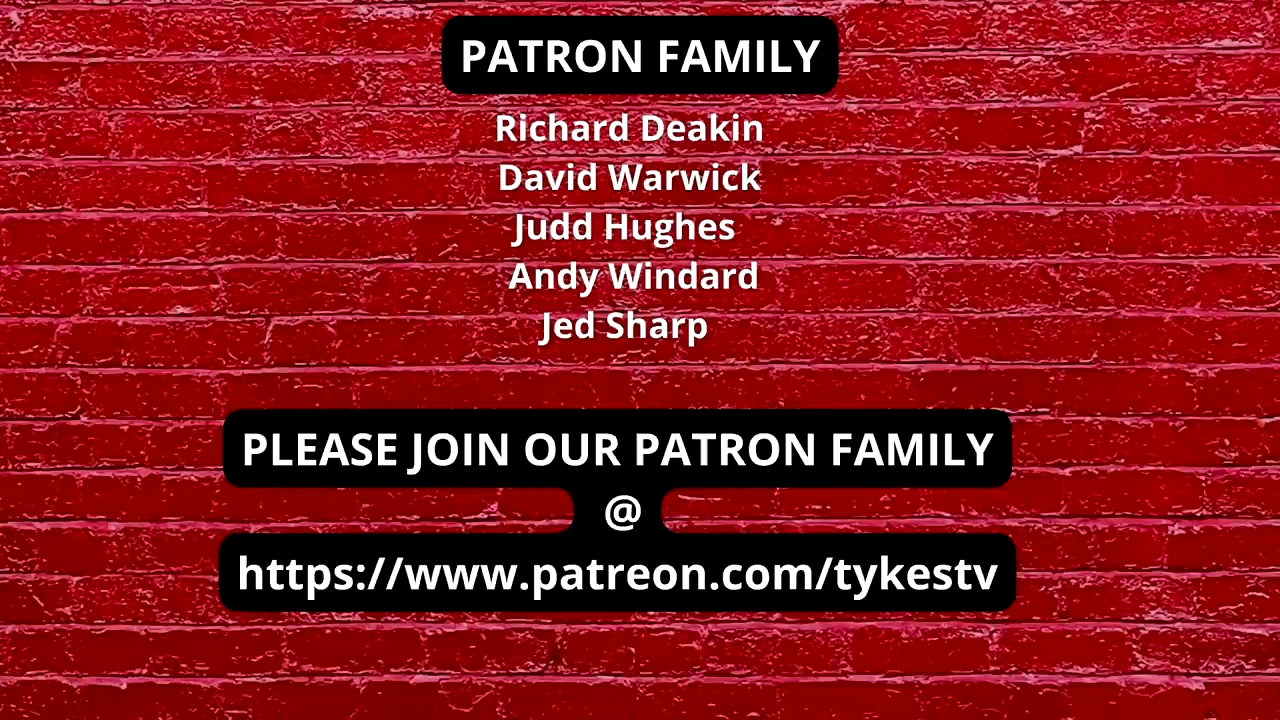 PATRON FAMILY
Richard Deakin
David Warwick
Judd Hughes
Andy Windard
Jed Sharp
PLEASE JOIN OUR PATRON FAMILY
@
https://www.patreon.com/tykestv